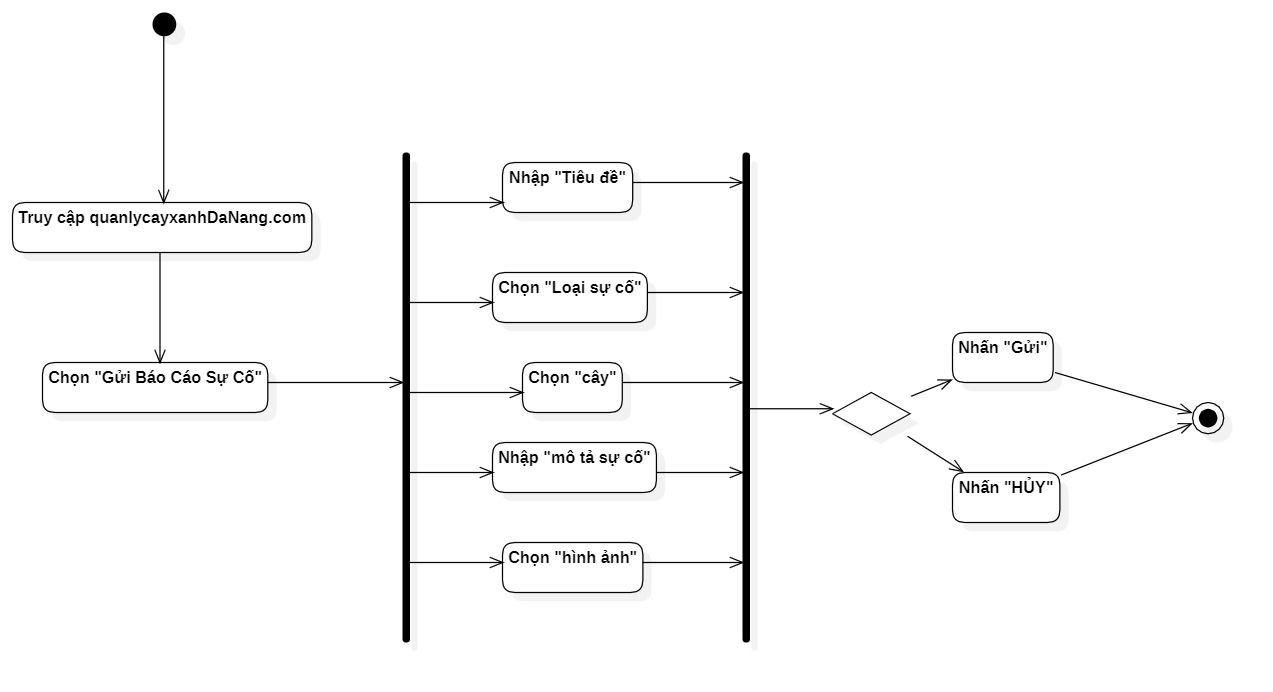 Truy cập quanlycayxanhDaNang.com
Chọn "Gửi Báo Cáo Sự Cố"
Nhập "Tiêu đề"
Chọn "Loại sự cố"
Chọn "cây"
Nhập "mô tả sự cố"
Chọn "hình ảnh"
Nhấn "Gửi"
Nhấn "HỦY"